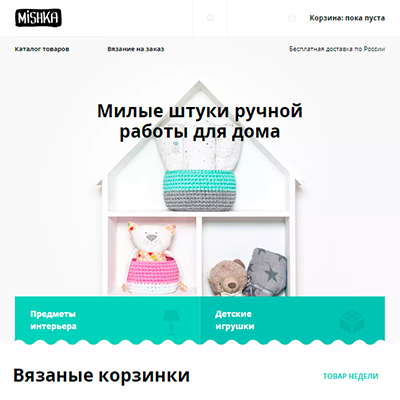 MiSHKA
Корзина: пока пуста
Каталог товаров
Вязание на заказ
Бесплатная доставка по России
Милые штуки ручной
работы для дома
Предметы
интерьера
Детские
игрушки
Вязаные корзинки
ТОВАР НЕДЕЛИ